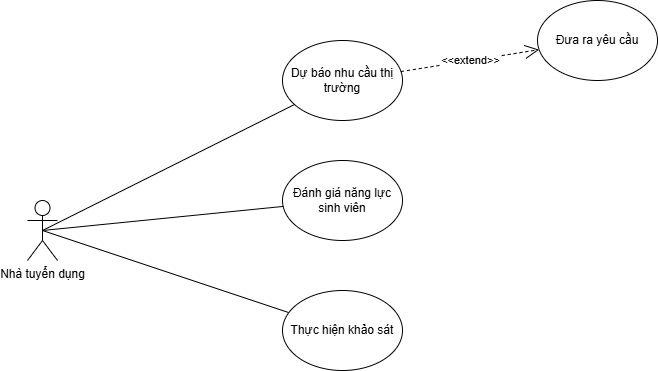 Đưa ra yêu cầu
<<extend>>
Dự báo nhu cầu thị
trường
Đánh giá năng lực
sinh viên
Nhà tuyển dụng
Thực hiện khảo sát